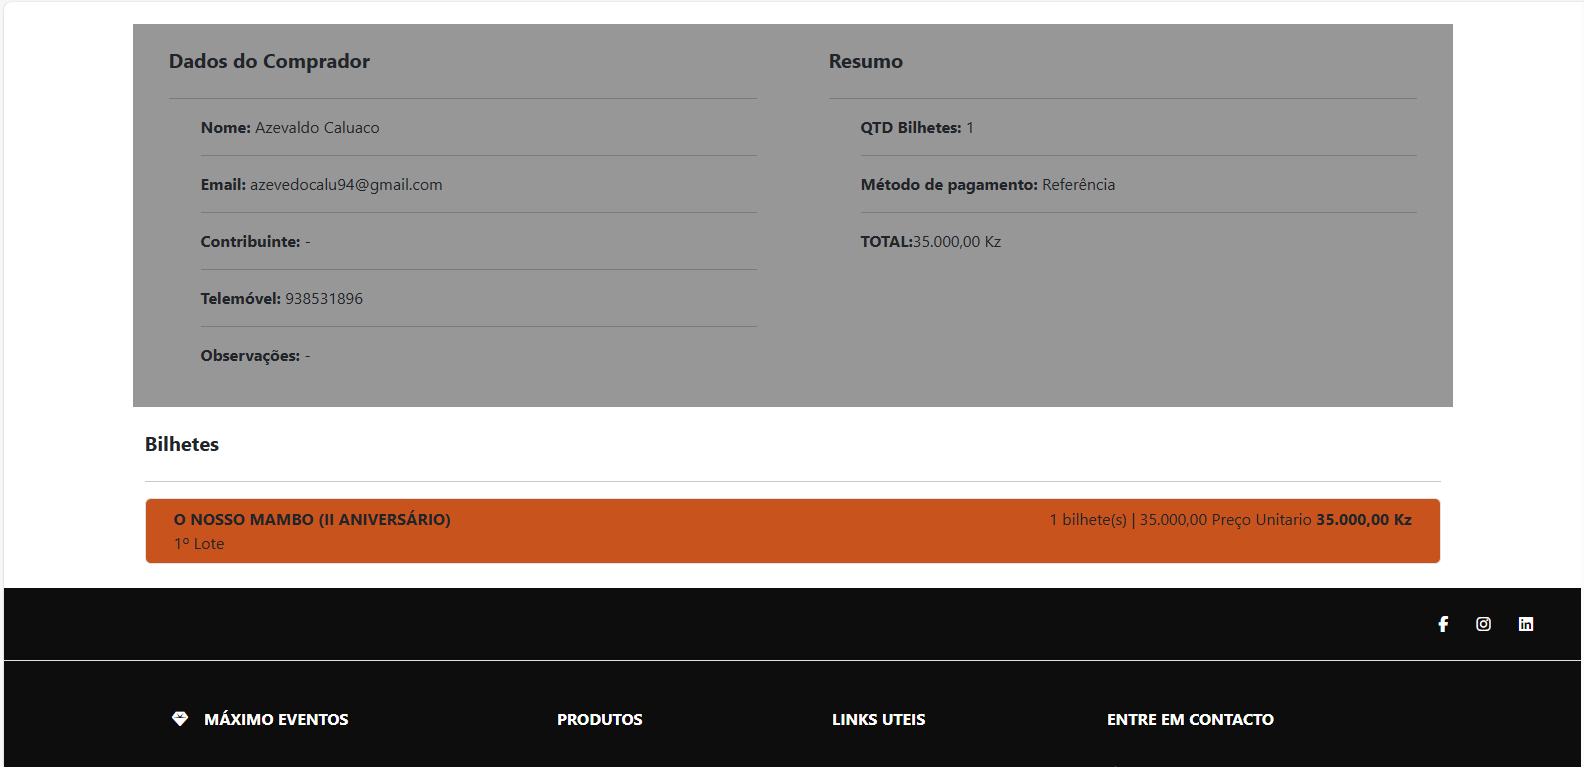 Dados do Comprador
Nome: Azevaldo Caluaco
Email: azevedocalu94@gmail.com
Contribuinte: -
Telemóvel: 938531896
Observações: -
Resumo
QTD Bilhetes: 1
Método de pagamento: Referência
TOTAL:35.000,00 Kz
Bilhetes
O NOSSO MAMBO (II ANIVERSÁRIO)
1º Lote
1 bilhete(s) | 35.000,00 Preço Unitario 35.000,00 Kz
MÁXIMO EVENTOS
PRODUTOS
LINKS UTEIS
ENTRE EM CONTACTO